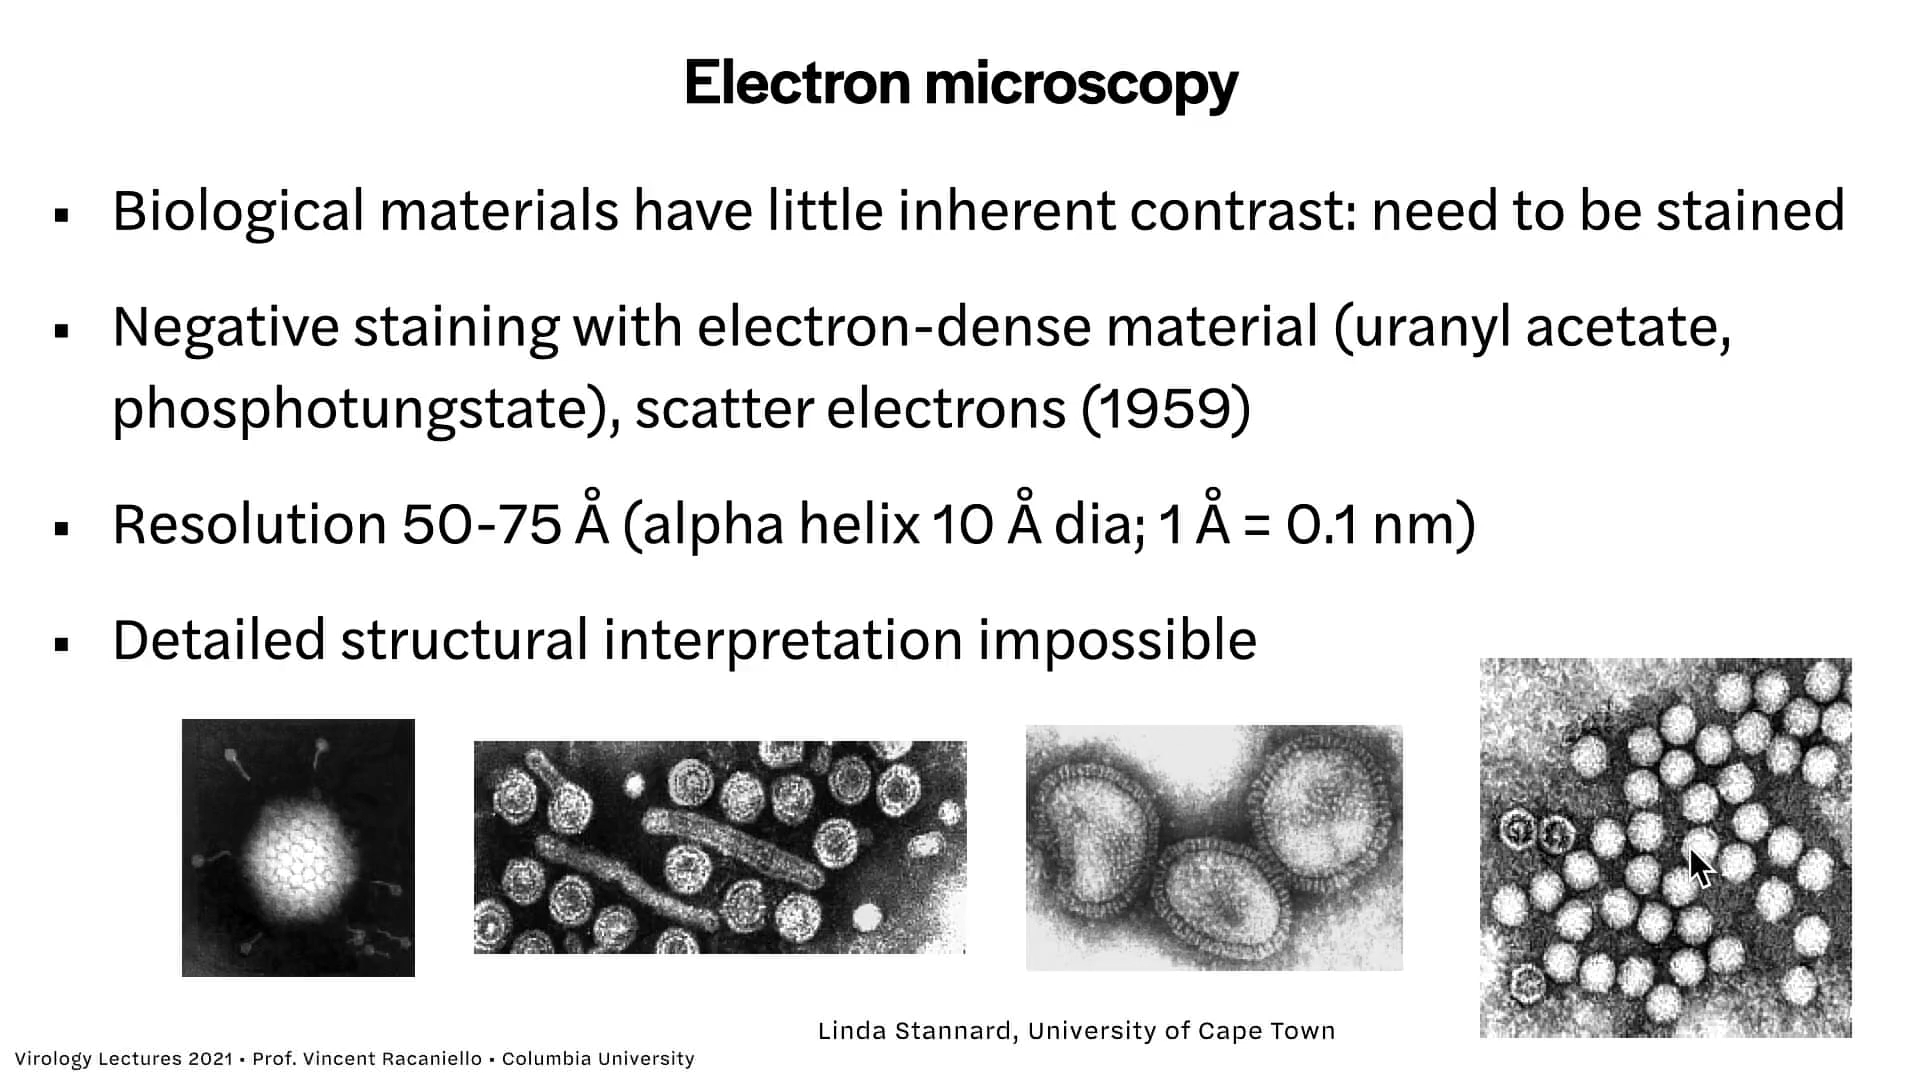 Electron microscopy
▪ Biological materials have little inherent contrast: need to be stained
▪ Negative staining with electron-dense material (uranyl acetate,
phosphotungstate), scatter electrons (1959)
▪ Resolution 50-75 Å (alpha helix 10 Å dia; 1 Å = 0.1 nm)
▪ Detailed structural interpretation impossible
Linda Stannard, University of Cape Town
Virology Lectures 2021 • Prof. Vincent Racaniello • Columbia University